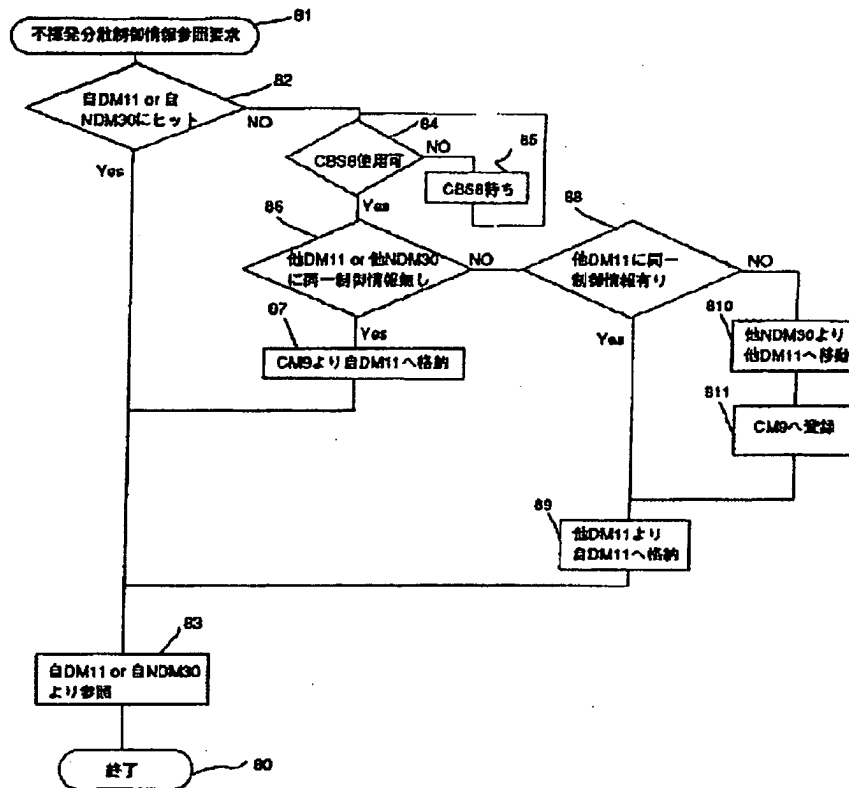 81
不揮発分散制御情報参照要求
82
自DM11 or 自
NDM30にヒット
NO
Yes
84
CBS8使用可
NO
85
CBS8待ち
Yes
86
他DM11 or 他NDM30
に同一制御情報無し
NO
88
他DM11に同一
制御情報有り
NO
87
Yes
CM9より自DM11へ格納
Yes
810
他NDM30より
他DM11へ移動
811
CM9へ登録
89
他DM11より
自DM11へ格納
83
自DM11 or 自NDM30
より参照
終了
80